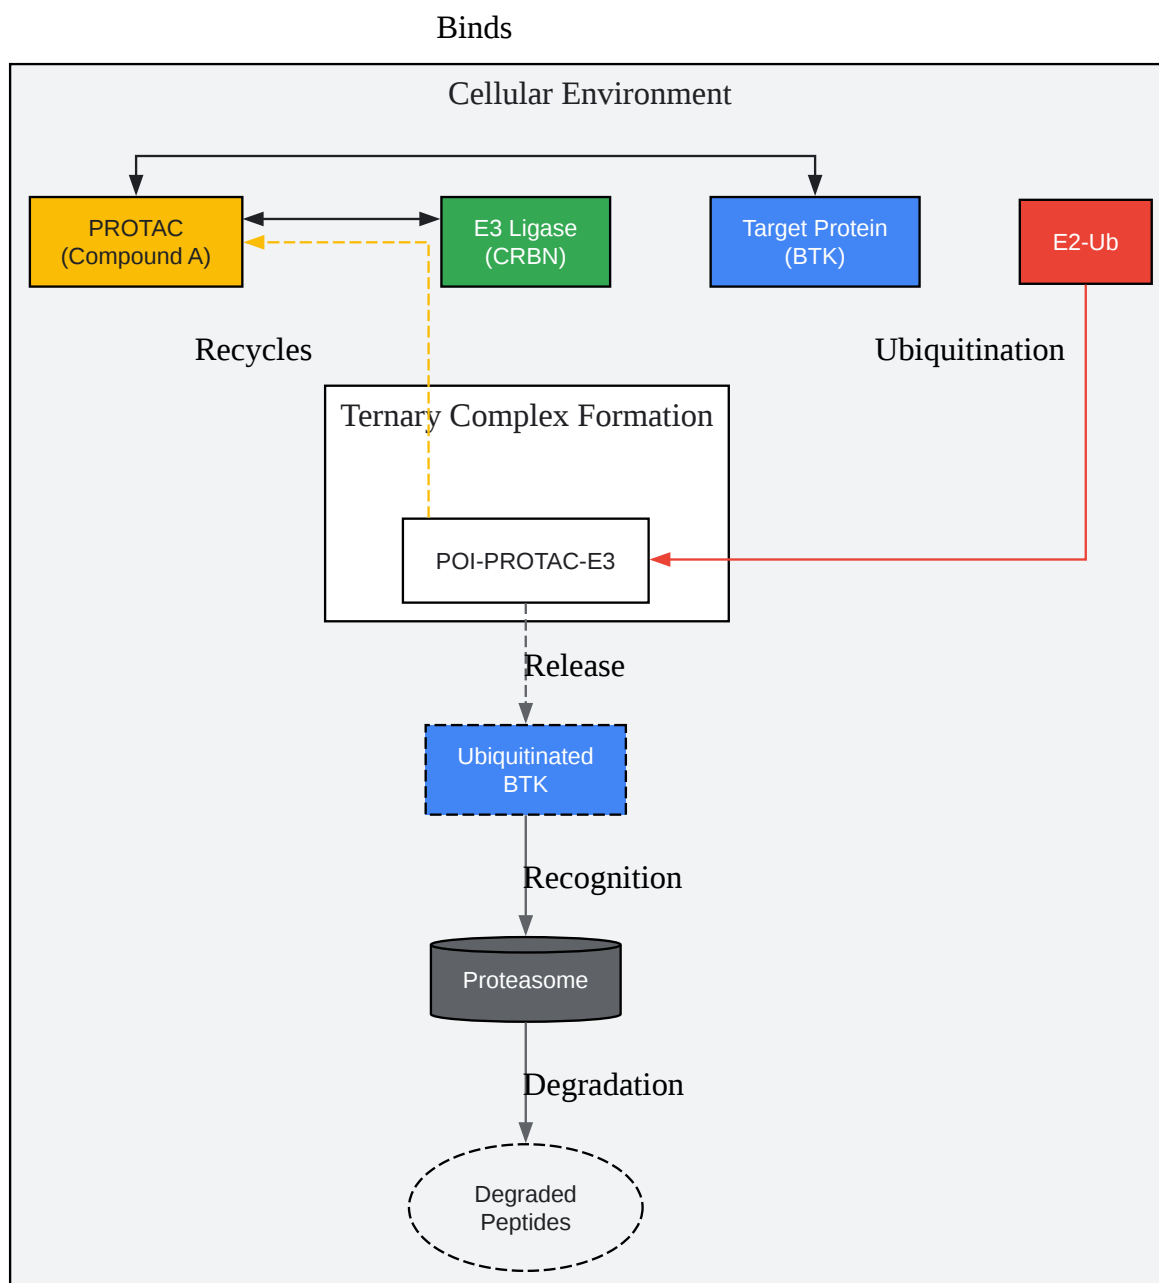 Binds
Cellular Environment
PROTAC
(Compound A)
E3 Ligase
(CRBN)
Target Protein
(BTK)
E2-Ub
Recycles
Ubiquitination
Ternary Complex Formation
POI-PROTAC-E3
Release
Ubiquitinated
BTK
Recognition
Proteasome
Degradation
Degraded
Peptides